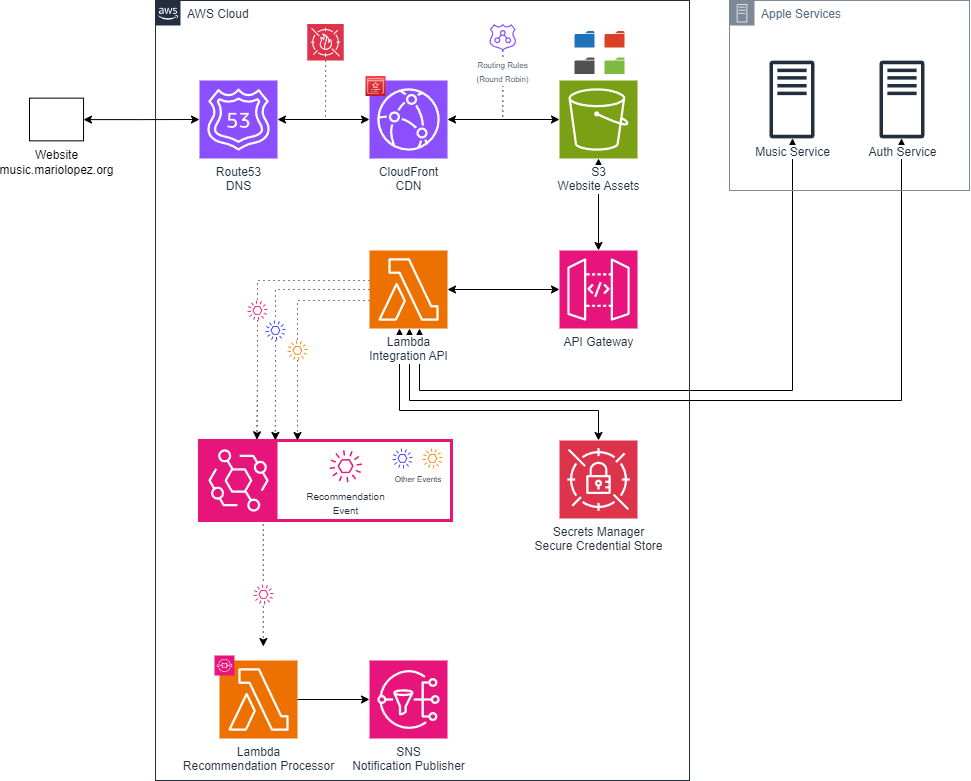 aws
AWS Cloud
Apple Services
Routing Rules
(Round Robin)
53
Website
music.mariolopez.org
Route53
DNS
CloudFront
CDN
S3
Website Assets
Music Service
Auth Service
</>
Lambda
Integration API
API Gateway
Recommendation
Event
Other Events
Secrets Manager
Secure Credential Store
Lambda
Recommendation Processor
SNS
Notification Publisher